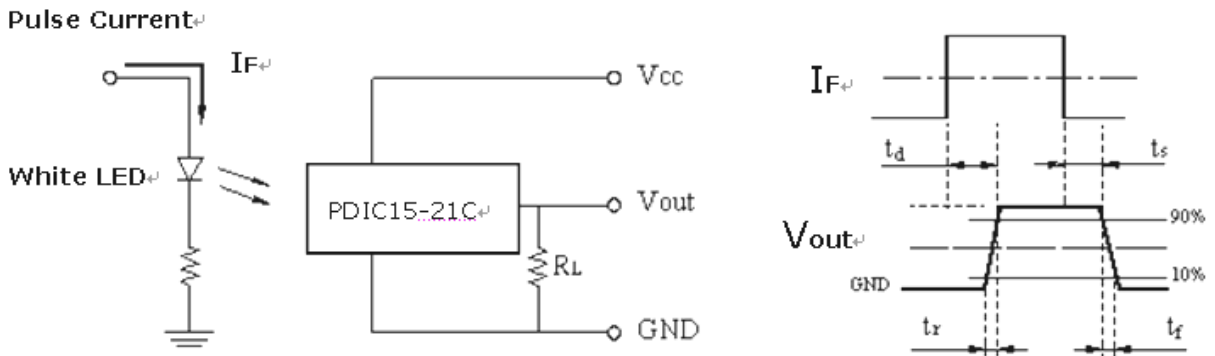 Pulse Current↵
IF↵
White LED↵
PDIC15-21C↵
Vcc
Vout
RL
GND
IF↵
td
ts
Vout↵
90%
10%
GND
tr
tf